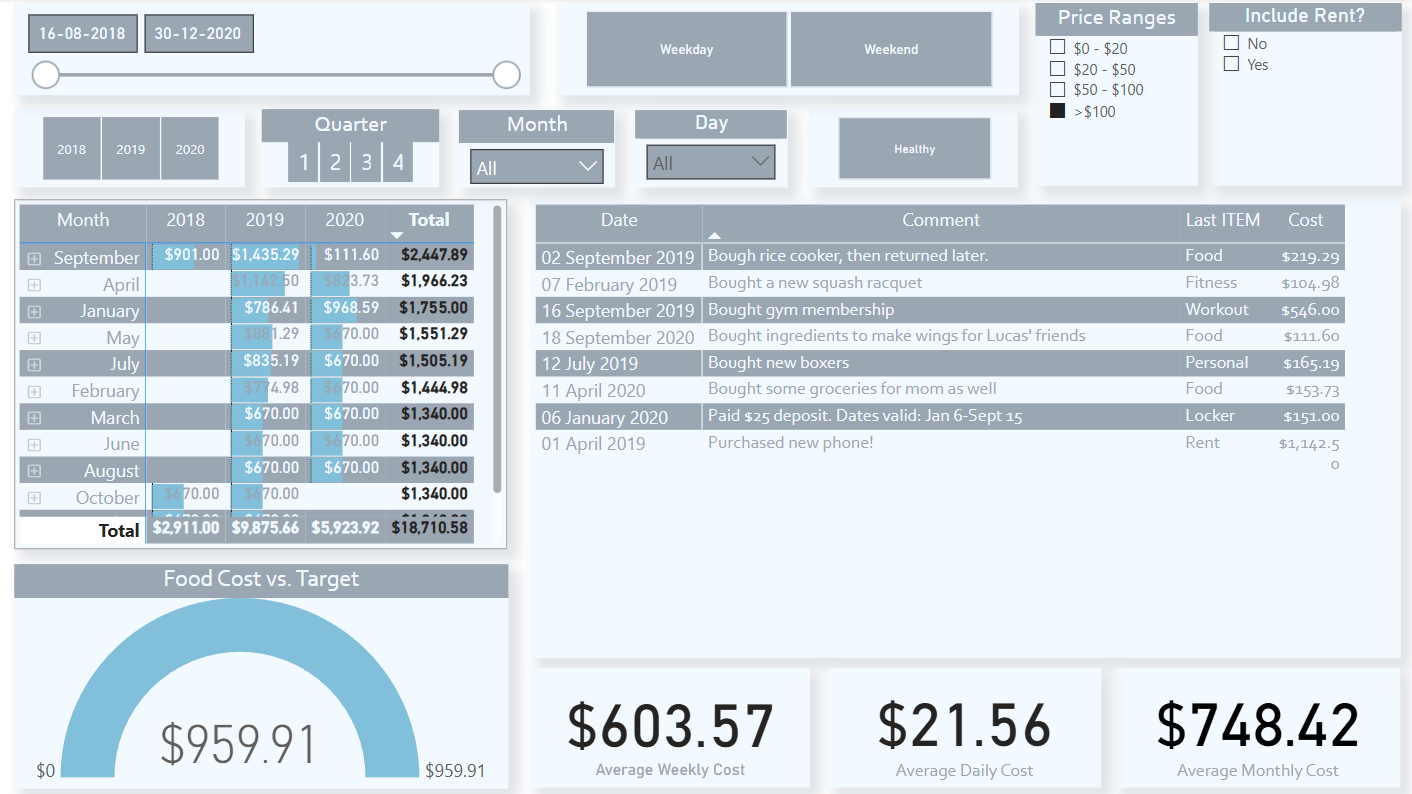 16-08-2018 30-12-2020
Weekday Weekend
Price Ranges
$0 - $20
$20 - $50
$50 - $100
>$100
Include Rent?
No
Yes
2018 2019 2020
Quarter
1 2 3 4
Month
All
Day
All
Healthy
Month 2018 2019 2020 Total
September $901.00 $1,435.29 $111.60 $2,447.89
April $1,142.50 $823.73 $1,966.23
January $786.41 $968.59 $1,755.00
May $881.29 $670.00 $1,551.29
July $835.19 $670.00 $1,505.19
February $774.98 $670.00 $1,444.98
March $670.00 $670.00 $1,340.00
June $670.00 $670.00 $1,340.00
August $670.00 $670.00 $1,340.00
October $670.00 $670.00 $1,340.00
Total $2,911.00 $9,875.66 $5,923.92 $18,710.58
Date Comment Last ITEM Cost
02 September 2019 Bough rice cooker, then returned later. Food $219.29
07 February 2019 Bought a new squash racquet Fitness $104.98
16 September 2019 Bought gym membership Workout $546.00
18 September 2020 Bought ingredients to make wings for Lucas' friends Food $111.60
12 July 2019 Bought new boxers Personal $165.19
11 April 2020 Bought some groceries for mom as well Food $153.73
06 January 2020 Paid $25 deposit. Dates valid: Jan 6-Sept 15 Locker $151.00
01 April 2019 Purchased new phone! Rent $1,142.5
0
Food Cost vs. Target
$959.91
$0 $959.91
$603.57
Average Weekly Cost
$21.56
Average Daily Cost
$748.42
Average Monthly Cost